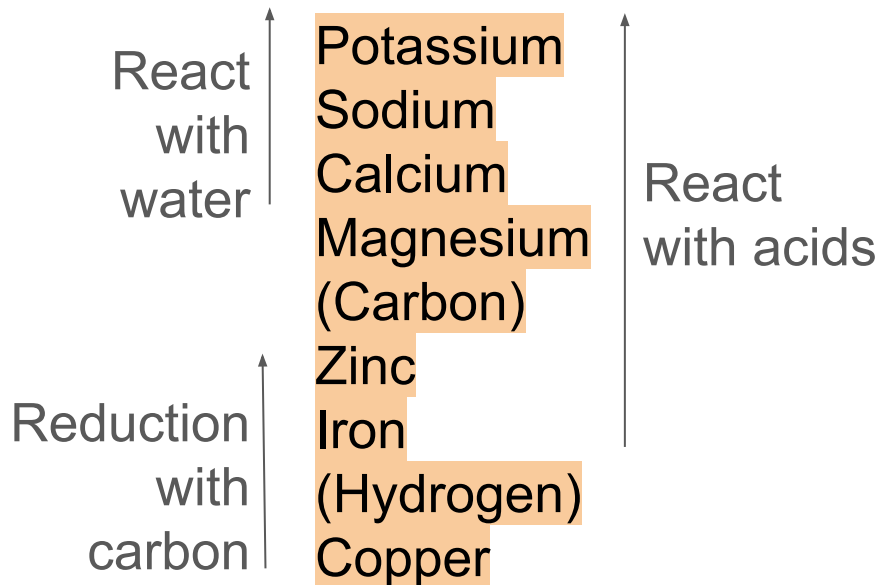 React
with
water
Reduction
with
carbon
Potassium
Sodium
Calcium
Magnesium
(Carbon)
Zinc
Iron
(Hydrogen)
Copper
React
with acids